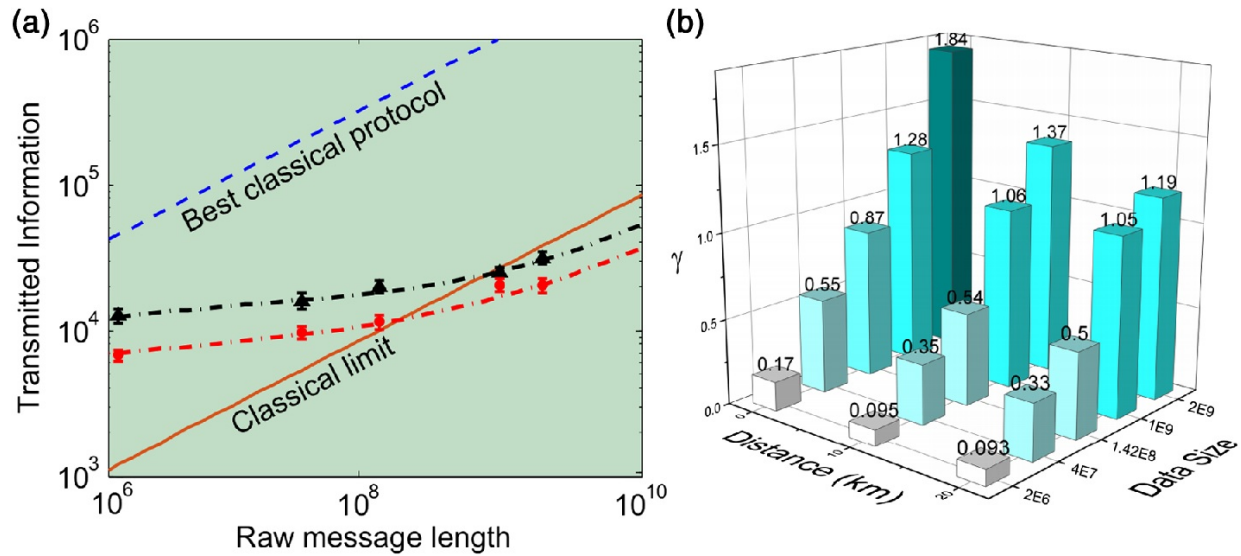 (a)
10^6
10^5
10^4
10^3
Transmitted Information
Best classical protocol
Classical limit
10^6
10^8
10^10
Raw message length
(b)
γ
1.5
1.0
0.5
0.0
1.84
1.28
1.37
0.87
1.06
1.19
0.55
0.54
1.05
0.17
0.35
0.5
0.095
0.33
0.093
0
10
20
Distance (km)
2E6
4E7
1.42E8
1E9
2E9
Data Size